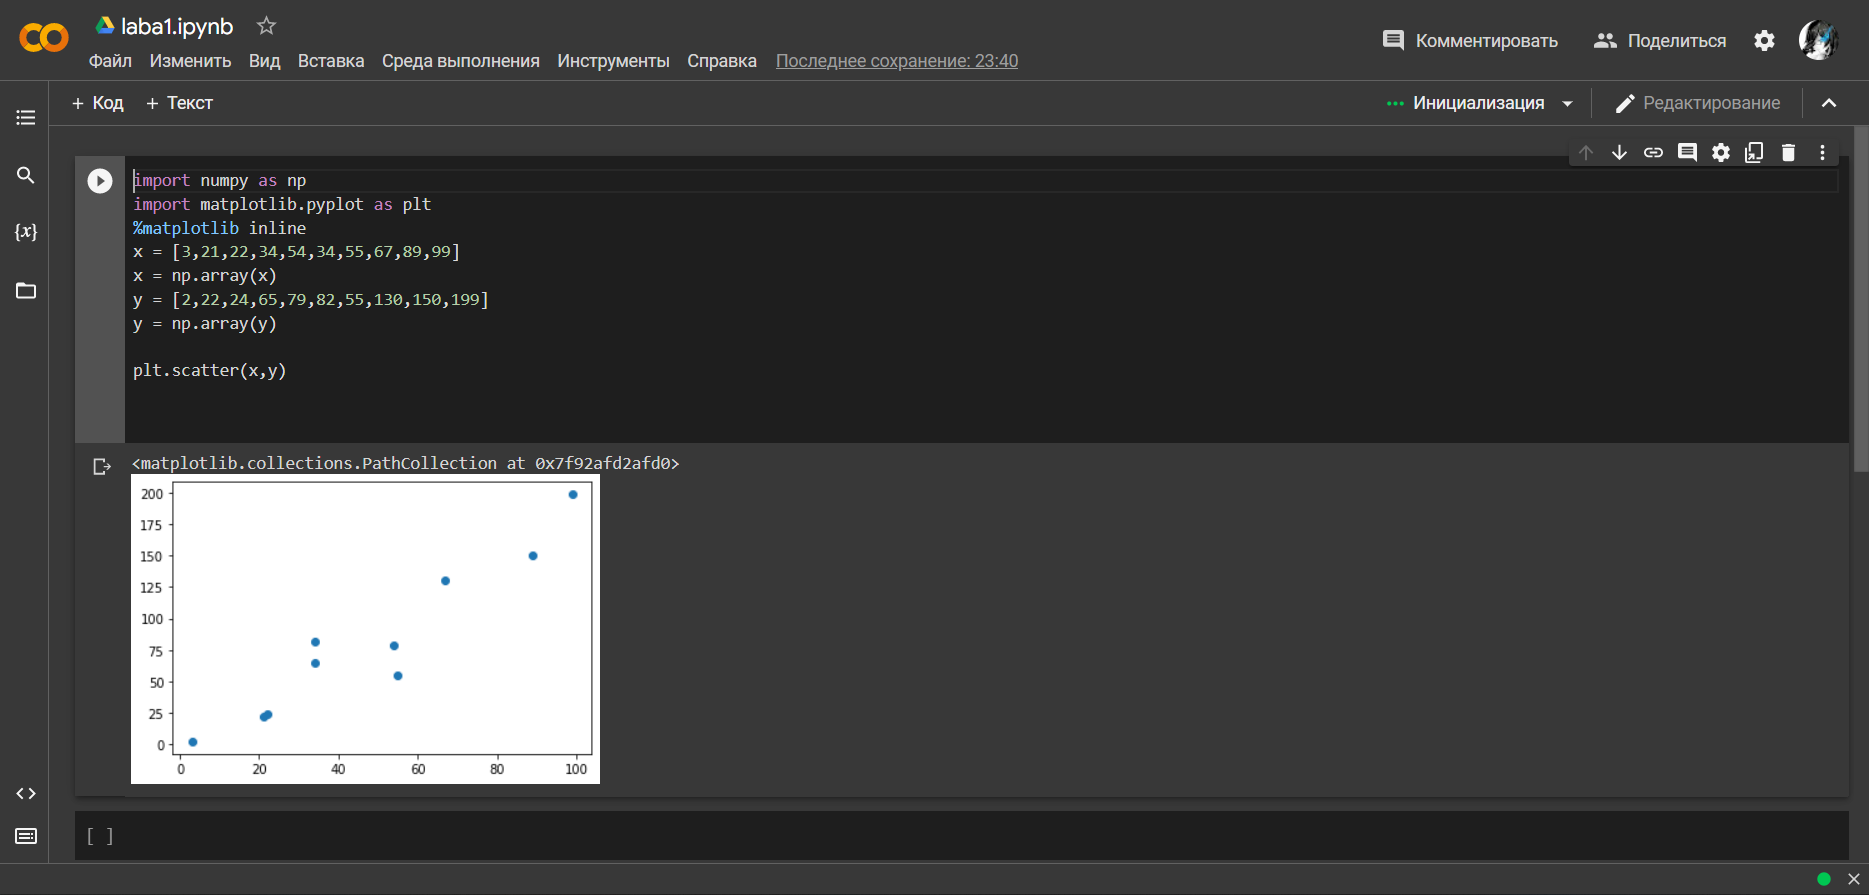 laba1.ipynb
Файл Изменить Вид Вставка Среда выполнения Инструменты Справка Последнее сохранение: 23:40
Комментировать Поделиться
+ Код + Текст
Инициализация Редактирование
{x}
import numpy as np
import matplotlib.pyplot as plt
%matplotlib inline
x = [3,21,22,34,54,34,55,67,89,99]
x = np.array(x)
y = [2,22,24,65,79,82,55,130,150,199]
y = np.array(y)
plt.scatter(x,y)
<matplotlib.collections.PathCollection at 0x7f92afd2afd0>
200
175
150
125
100
75
50
25
0
0 20 40 60 80 100
[ ]